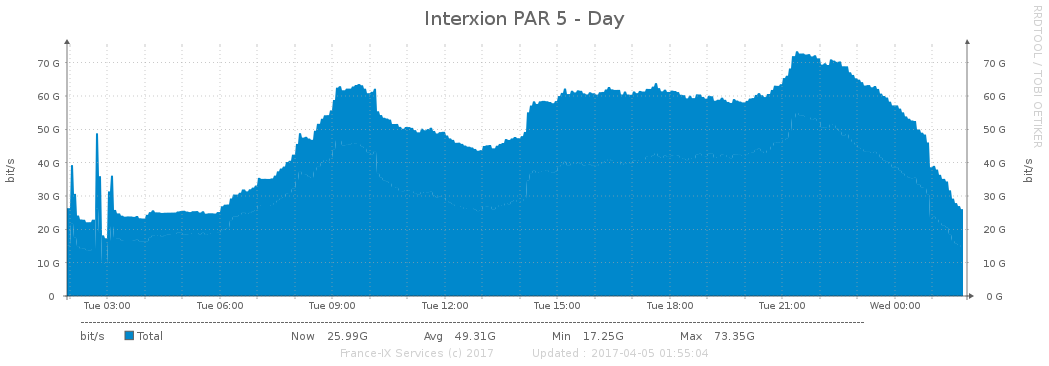 Interxion PAR 5 - Day
RRDTOOL / TOBI OETIKER
70 G 70 G
60 G 60 G
50 G 50 G
40 G 40 G
30 G 30 G
20 G 20 G
10 G 10 G
0 0 G
bit/s
bit/s
Tue 03:00 Tue 06:00 Tue 09:00 Tue 12:00 Tue 15:00 Tue 18:00 Tue 21:00 Wed 00:00
bit/s Total Now 25.99G Avg 49.31G Min 17.25G Max 73.35G
France-IX Services (c) 2017 Updated : 2017-04-05 01:55:04